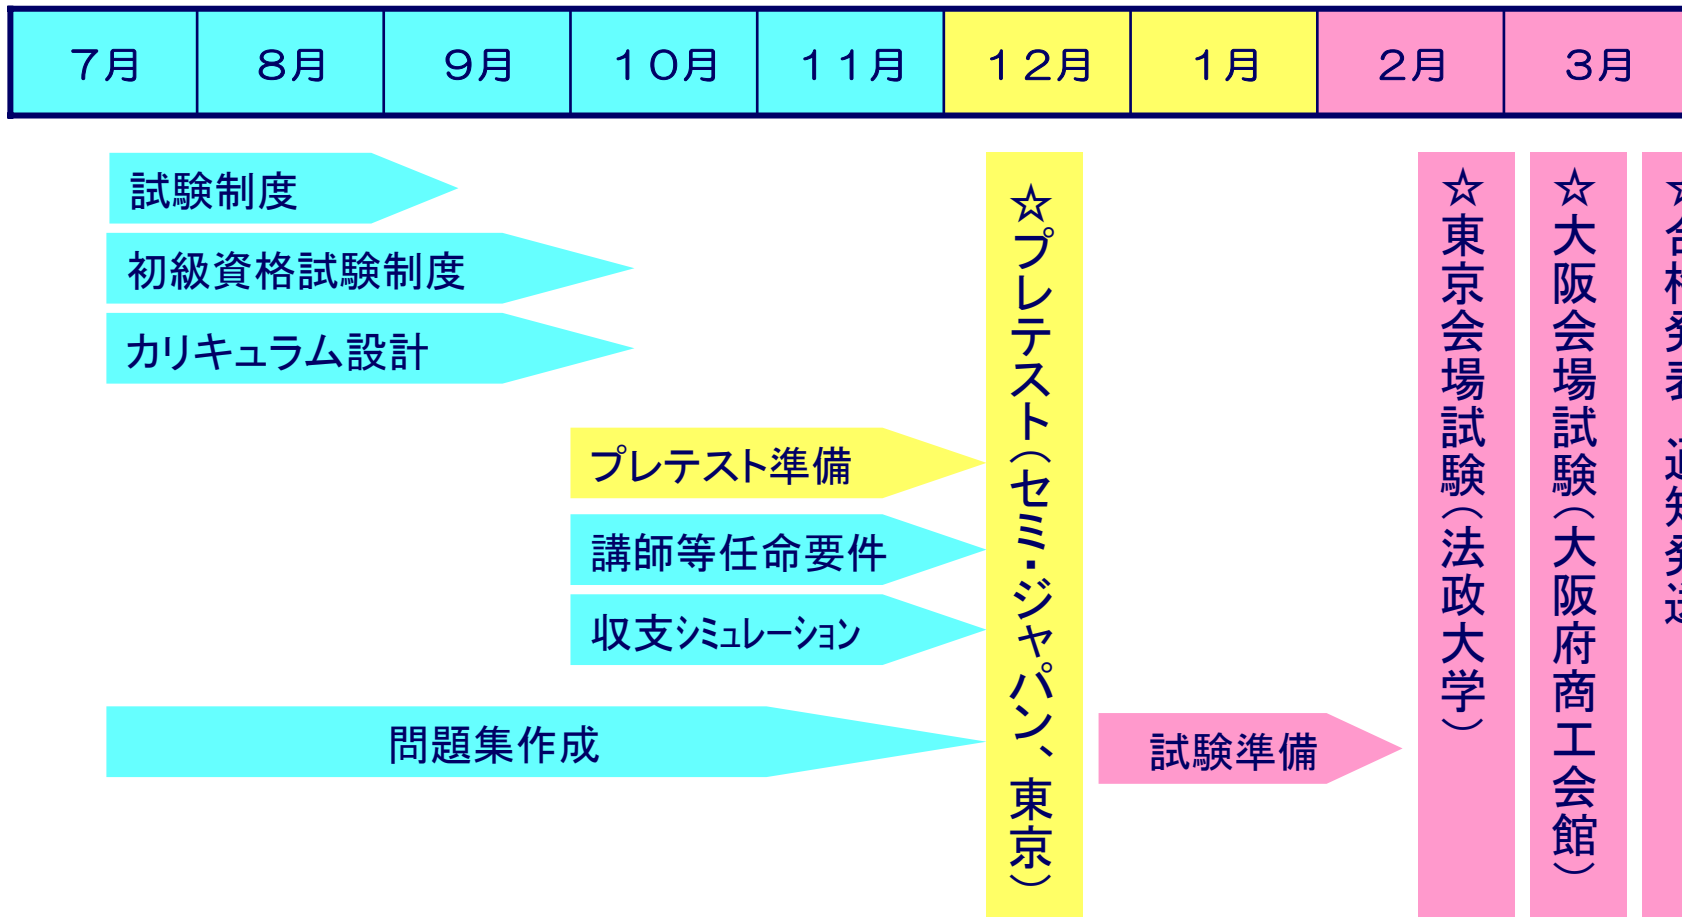 ７月 ８月 ９月 １０月 １１月 １２月 １月 ２月 ３月
試験制度
初級資格試験制度
カリキュラム設計
プレテスト準備
講師等任命要件
収支シミュレーション
問題集作成
☆プレテスト（セミ・ジャパン、東京）
試験準備
☆東京会場試験（法政大学）
☆大阪会場試験（大阪府商工会館）